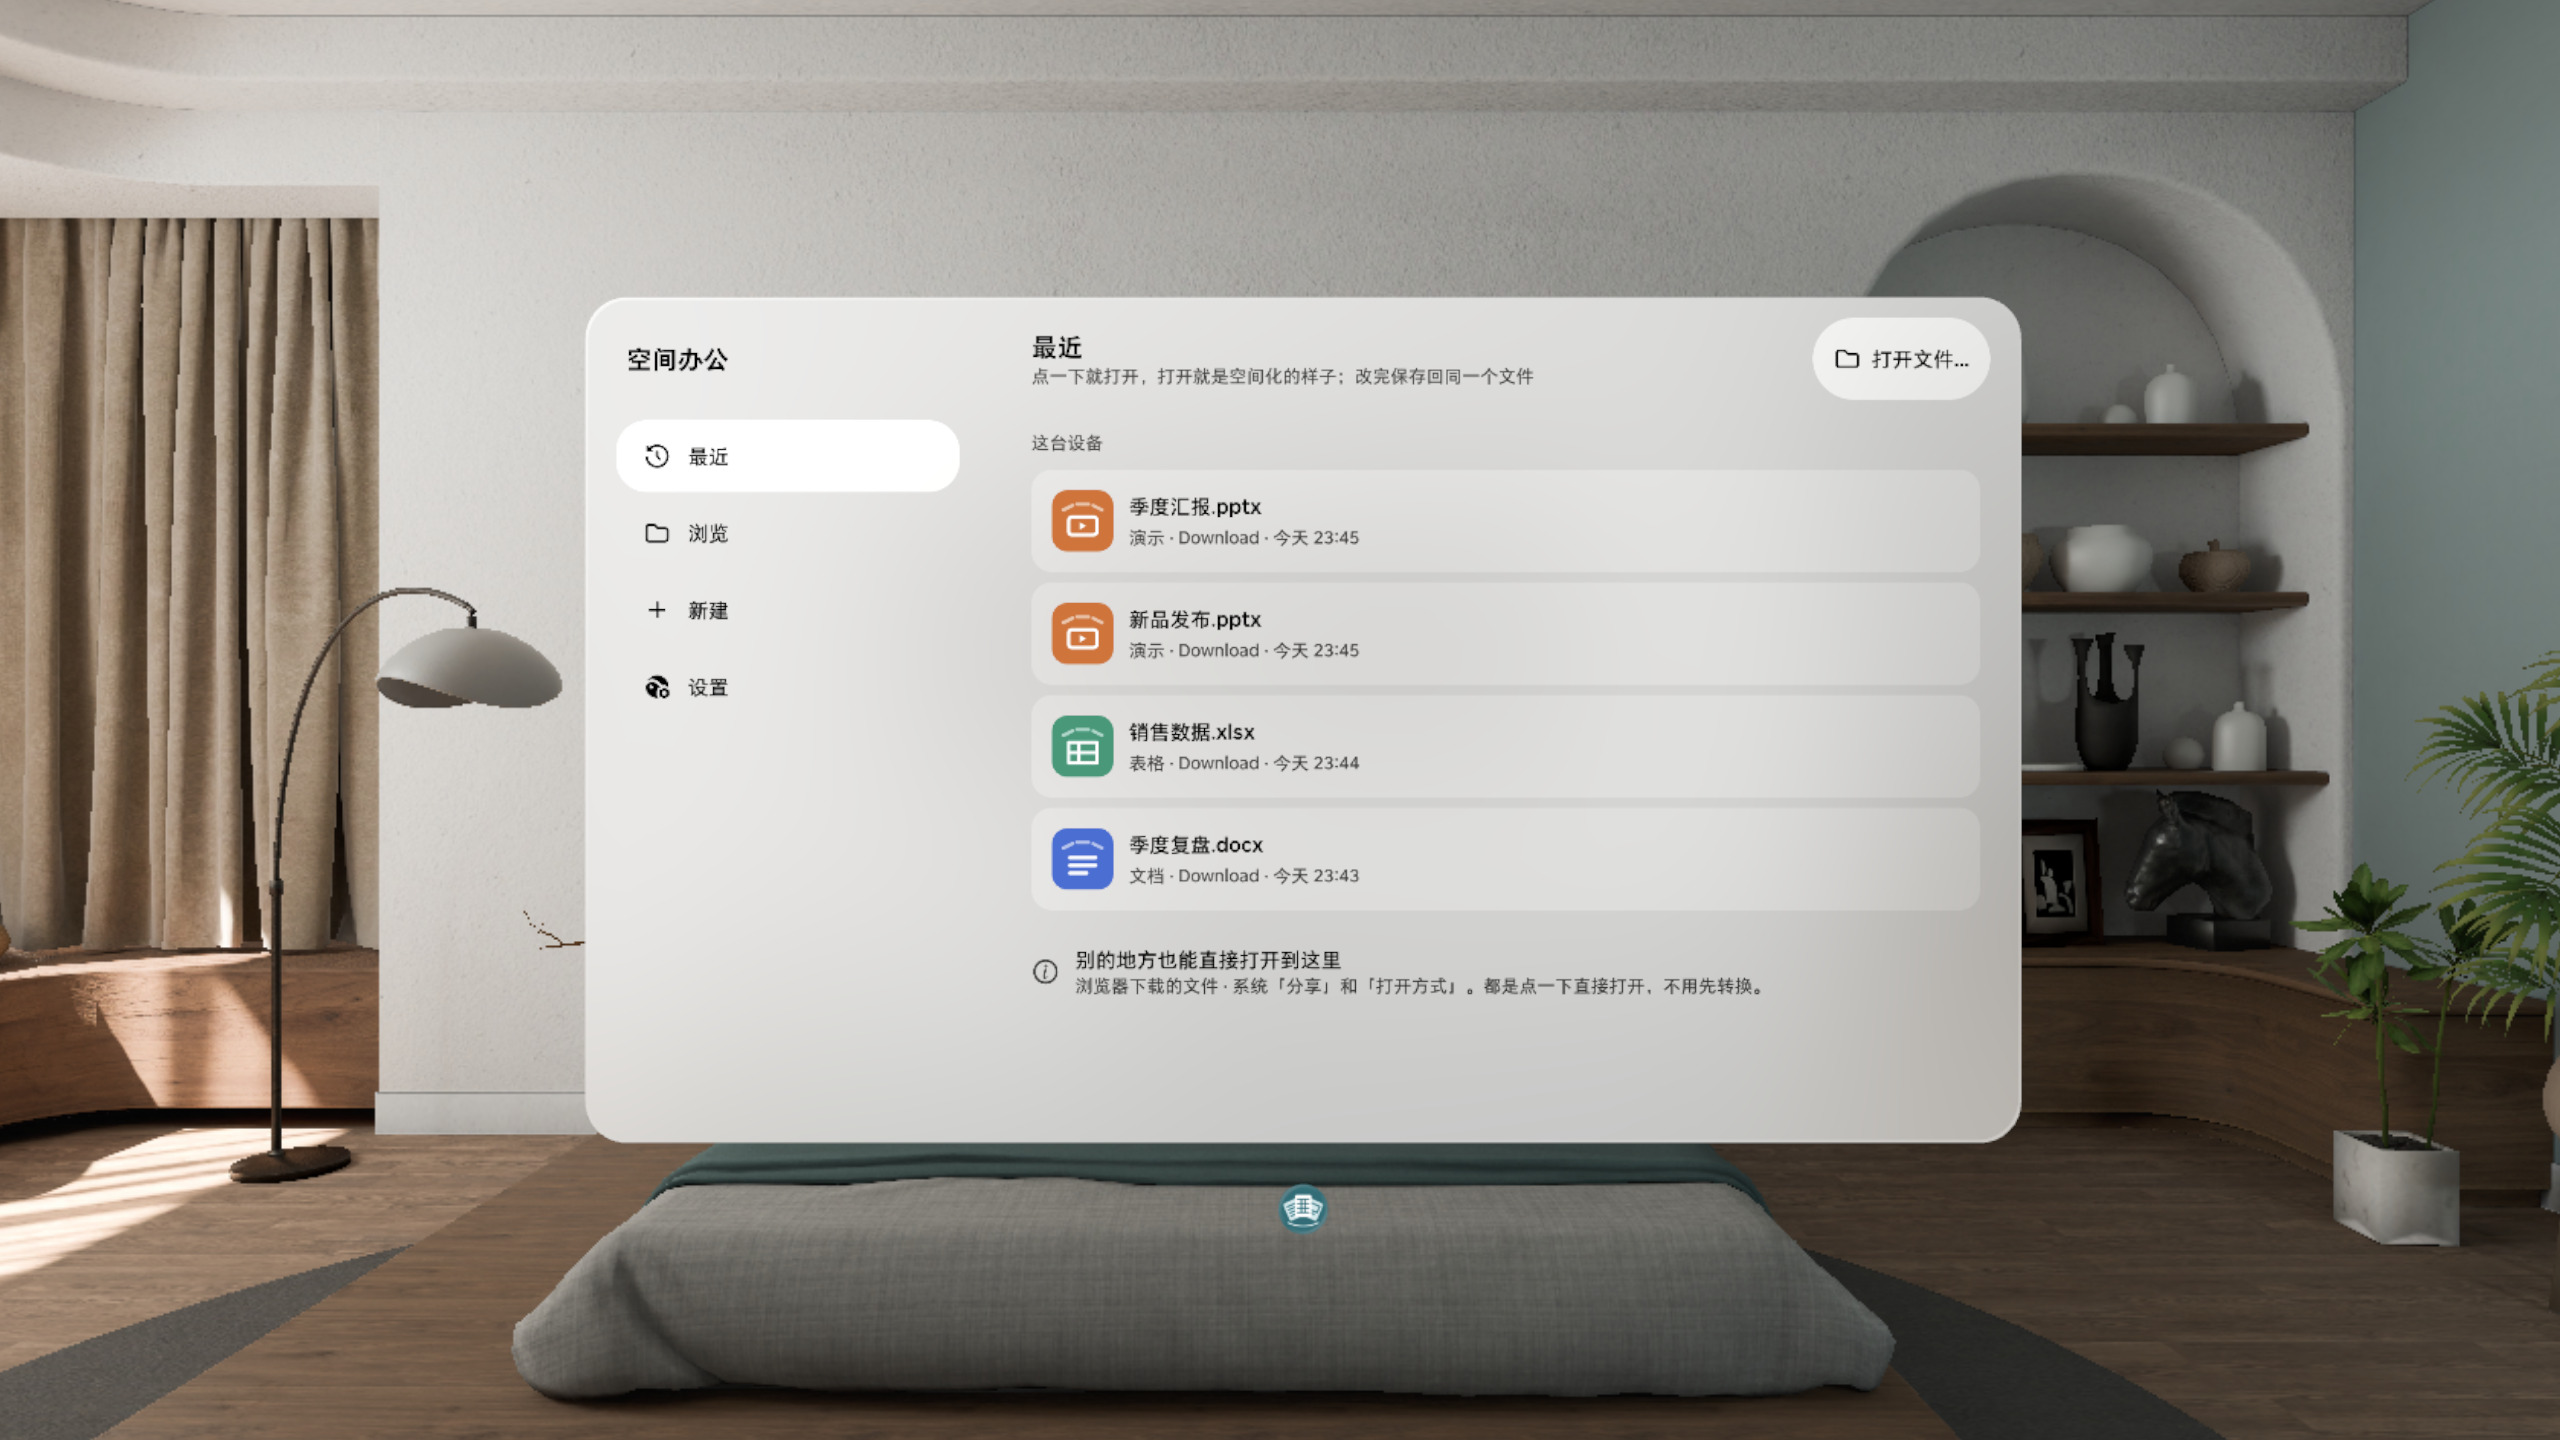 空间办公
最近
浏览
新建
设置
最近
点一下就打开，打开就是空间化的样子；改完保存回同一个文件
打开文件...
这台设备
季度汇报.pptx
演示 · Download · 今天 23:45
新品发布.pptx
演示 · Download · 今天 23:45
销售数据.xlsx
表格 · Download · 今天 23:44
季度复盘.docx
文档 · Download · 今天 23:43
别的地方也能直接打开到这里
浏览器下载的文件 · 系统「分享」和「打开方式」。都是点一下直接打开，不用先转换。